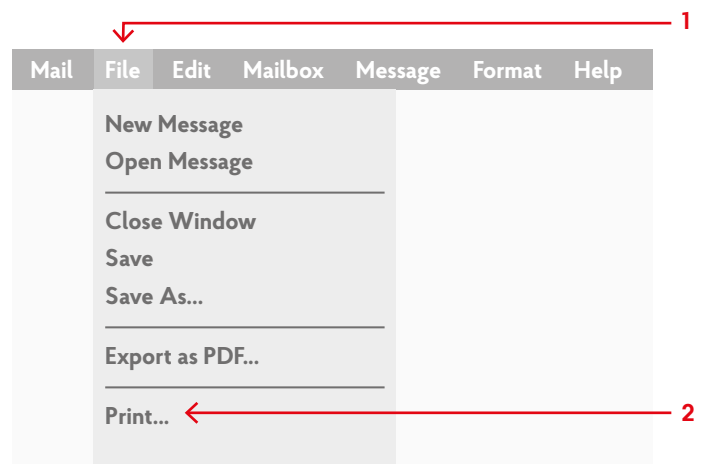 1
Mail File Edit Mailbox Message Format Help
New Message
Open Message
Close Window
Save
Save As...
Export as PDF...
Print...
2